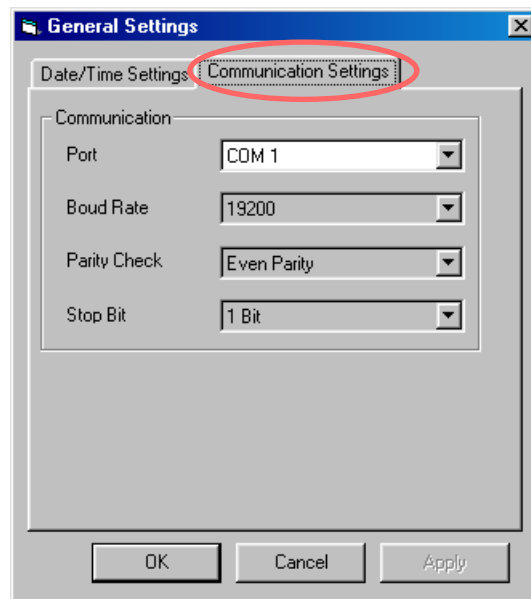 General Settings
Date/Time Settings Communication Settings
Communication
Port COM 1
Boud Rate 19200
Parity Check Even Parity
Stop Bit 1 Bit
OK Cancel Apply